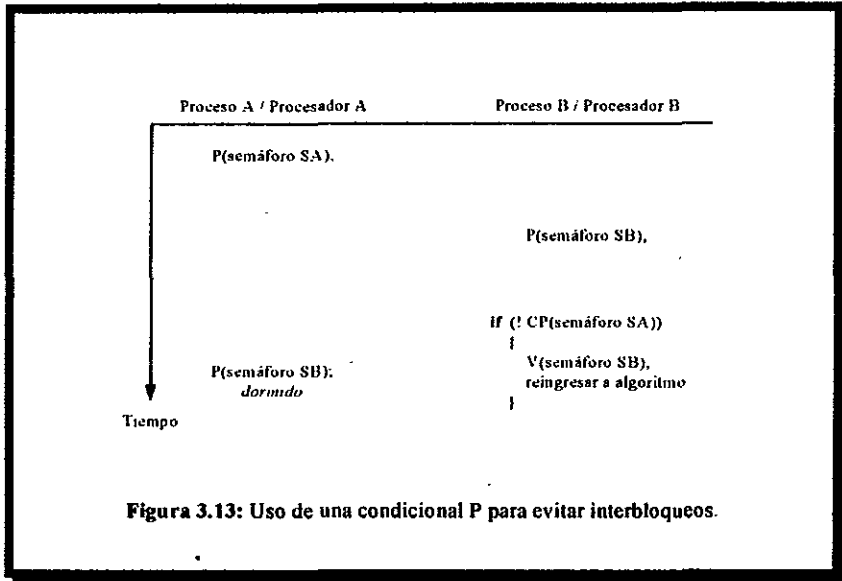 Proceso A / Procesador A
Proceso B / Procesador B
P(semáforo SA).
P(semáforo SB),
if (! CP(semáforo SA))
{
V(semáforo SB),
reingresar a algoritmo
}
P(semáforo SB);
dormido
Tiempo
Figura 3.13: Uso de una condicional P para evitar interbloqueos.